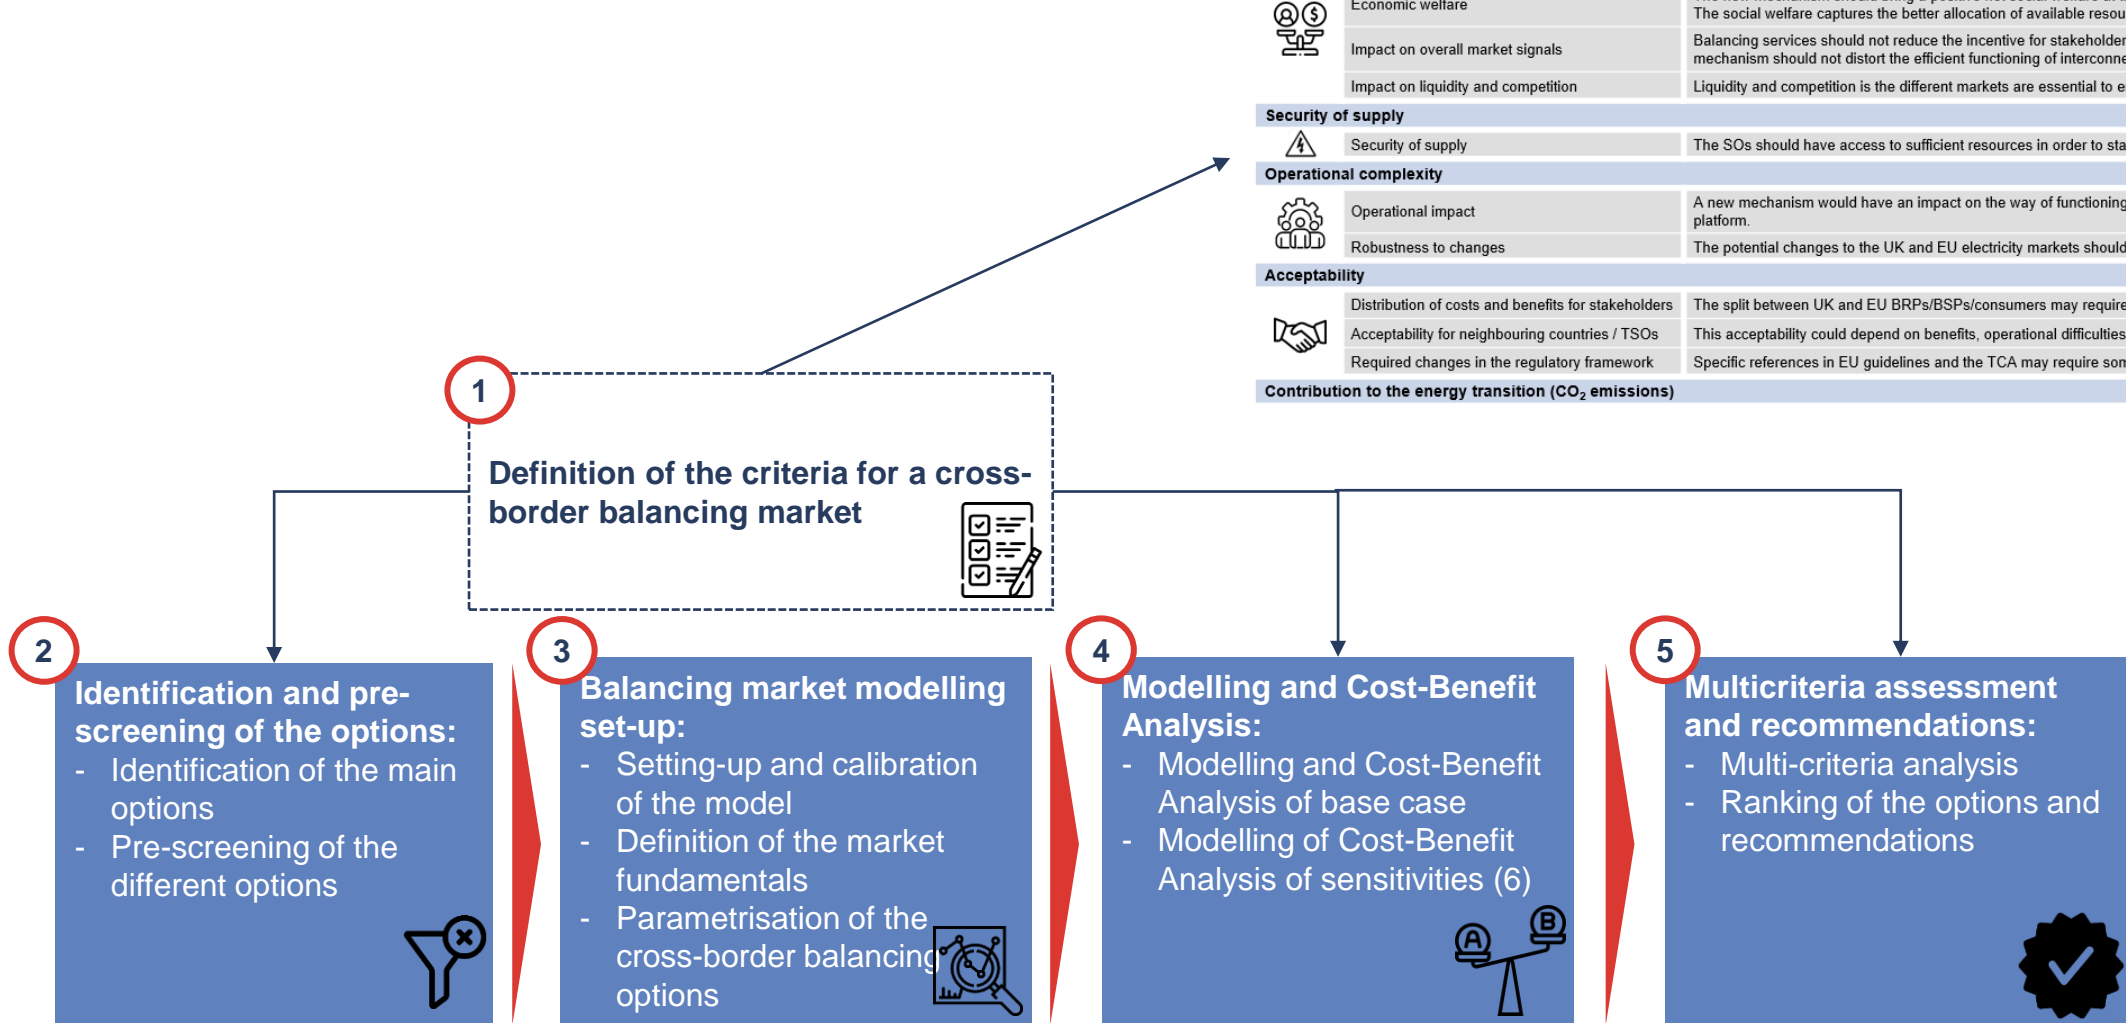 Economic welfare
The social welfare captures the better allocation of available resou
Impact on overall market signals
Balancing services should not reduce the incentive for stakeholder
mechanism should not distort the efficient functioning of interconne
Impact on liquidity and competition
Liquidity and competition is the different markets are essential to e
Security of supply
Security of supply
The SOs should have access to sufficient resources in order to sta
Operational complexity
Operational impact
A new mechanism would have an impact on the way of functioning
platform.
Robustness to changes
The potential changes to the UK and EU electricity markets should
Acceptability
Distribution of costs and benefits for stakeholders
The split between UK and EU BRPs/BSPs/consumers may require
Acceptability for neighbouring countries / TSOs
This acceptability could depend on benefits, operational difficulties
Required changes in the regulatory framework
Specific references in EU guidelines and the TCA may require som
Contribution to the energy transition (CO₂ emissions)
1
Definition of the criteria for a cross-
border balancing market
2
Identification and pre-
screening of the options:
- Identification of the main
options
- Pre-screening of the
different options
3
Balancing market modelling
set-up:
- Setting-up and calibration
of the model
- Definition of the market
fundamentals
- Parametrisation of the
cross-border balancing
options
4
Modelling and Cost-Benefit
Analysis:
- Modelling and Cost-Benefit
Analysis of base case
- Modelling of Cost-Benefit
Analysis of sensitivities (6)
A
B
5
Multicriteria assessment
and recommendations:
- Multi-criteria analysis
- Ranking of the options and
recommendations